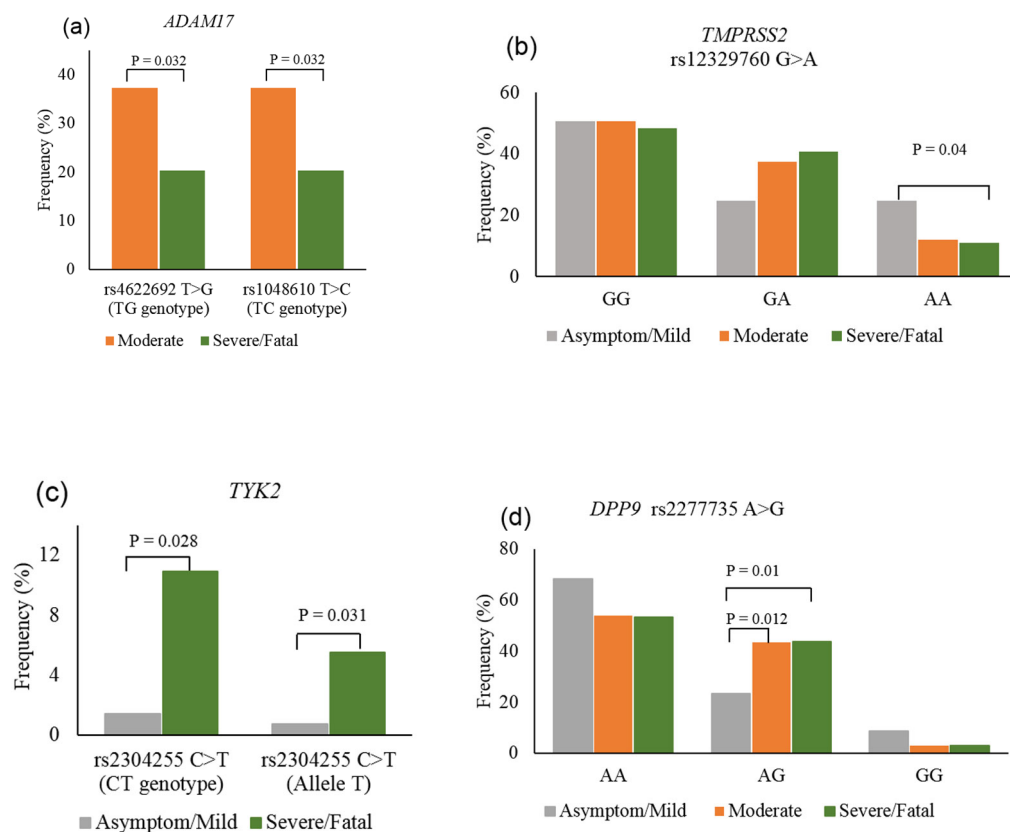 (a)
ADAM17
P = 0.032
P = 0.032
40
30
20
10
0
Frequency (%)
rs4622692 T>G
(TG genotype)
rs1048610 T>C
(TC genotype)
Moderate
Severe/Fatal
(b)
TMPRSS2
rs12329760 G>A
60
40
20
0
Frequency (%)
P = 0.04
GG
GA
AA
Asymptom/Mild
Moderate
Severe/Fatal
(c)
TYK2
12
8
4
0
Frequency (%)
P = 0.028
P = 0.031
rs2304255 C>T
(CT genotype)
rs2304255 C>T
(Allele T)
Asymptom/Mild
Severe/Fatal
(d)
DPP9 rs2277735 A>G
80
60
40
20
0
Frequency (%)
P = 0.01
P = 0.012
AA
AG
GG
Asymptom/Mild
Moderate
Severe/Fatal